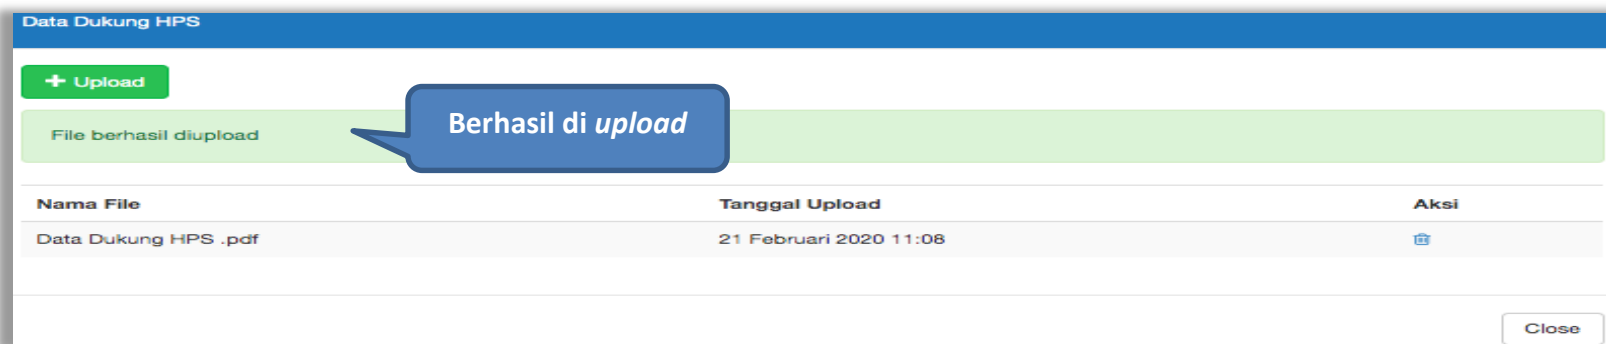 Data Dukung HPS
+ Upload
File berhasil diupload
Berhasil di upload
Nama File Tanggal Upload Aksi
Data Dukung HPS .pdf 21 Februari 2020 11:08
Close